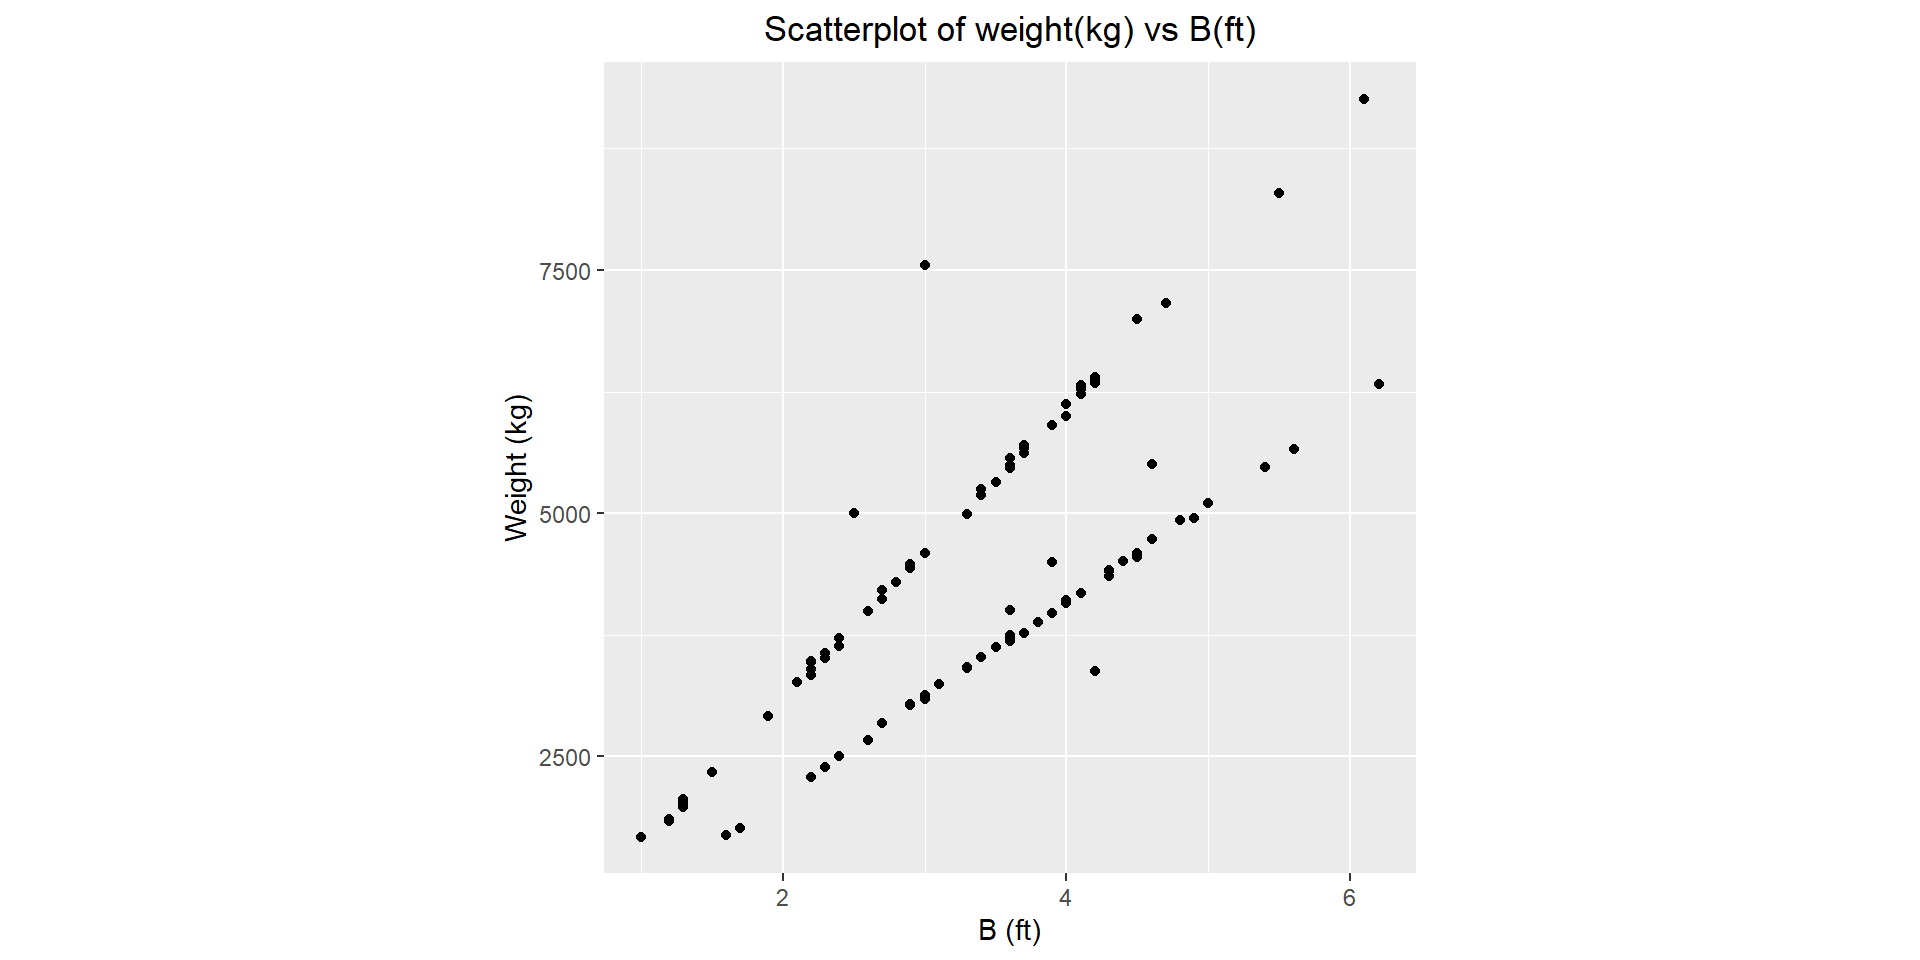 Scatterplot of weight(kg) vs B(ft)
Weight (kg)
7500
5000
2500
2 4 6
B (ft)